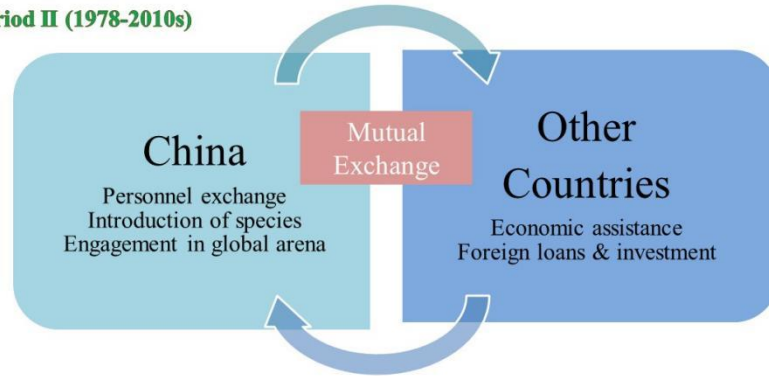 riod II (1978-2010s)
China
Personnel exchange
Introduction of species
Engagement in global arena
Mutual
Exchange
Other
Countries
Economic assistance
Foreign loans & investment